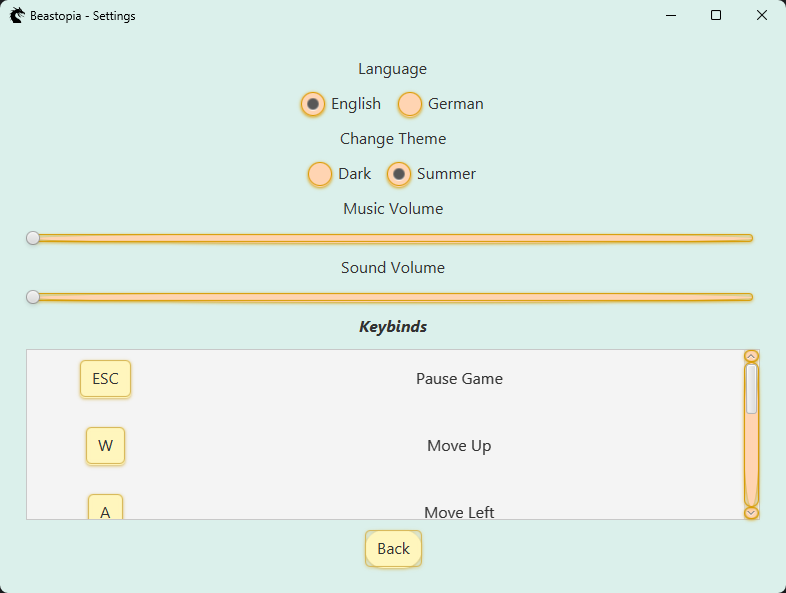 Beastopia - Settings
Language
English German
Change Theme
Dark Summer
Music Volume
Sound Volume
Keybinds
ESC Pause Game
W Move Up
A Move Left
Back